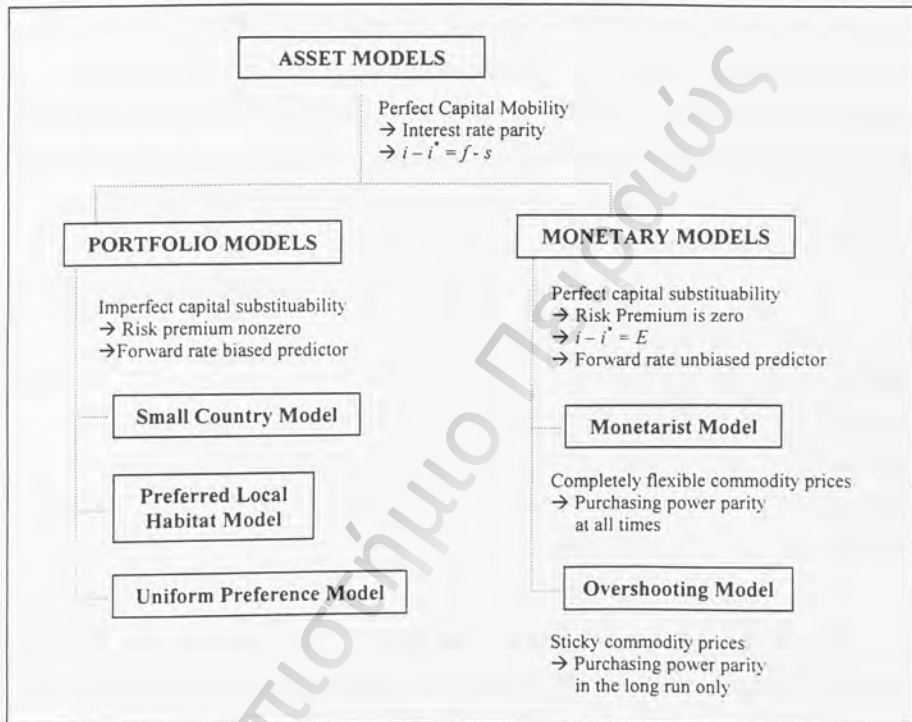 ASSET MODELS
Perfect Capital Mobility
→ Interest rate parity
→ i – i* = f - s
PORTFOLIO MODELS
Imperfect capital substituability
→ Risk premium nonzero
→Forward rate biased predictor
Small Country Model
Preferred Local
Habitat Model
Uniform Preference Model
MONETARY MODELS
Perfect capital substituability
→ Risk Premium is zero
→ i – i* = E
→ Forward rate unbiased predictor
Monetarist Model
Completely flexible commodity prices
→ Purchasing power parity
at all times
Overshooting Model
Sticky commodity prices
→ Purchasing power parity
in the long run only
Πειραιώς